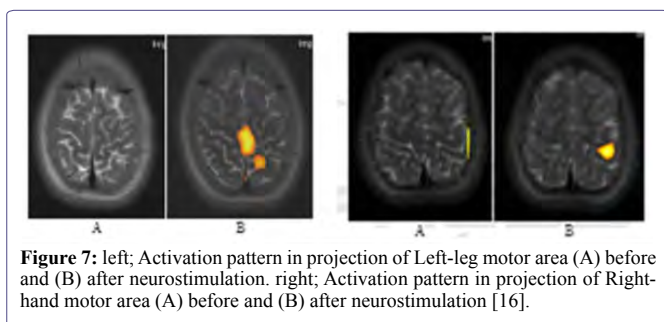 A
B
A
B
Figure 7: left; Activation pattern in projection of Left-leg motor area (A) before
and (B) after neurostimulation. right; Activation pattern in projection of Right-
hand motor area (A) before and (B) after neurostimulation [16].